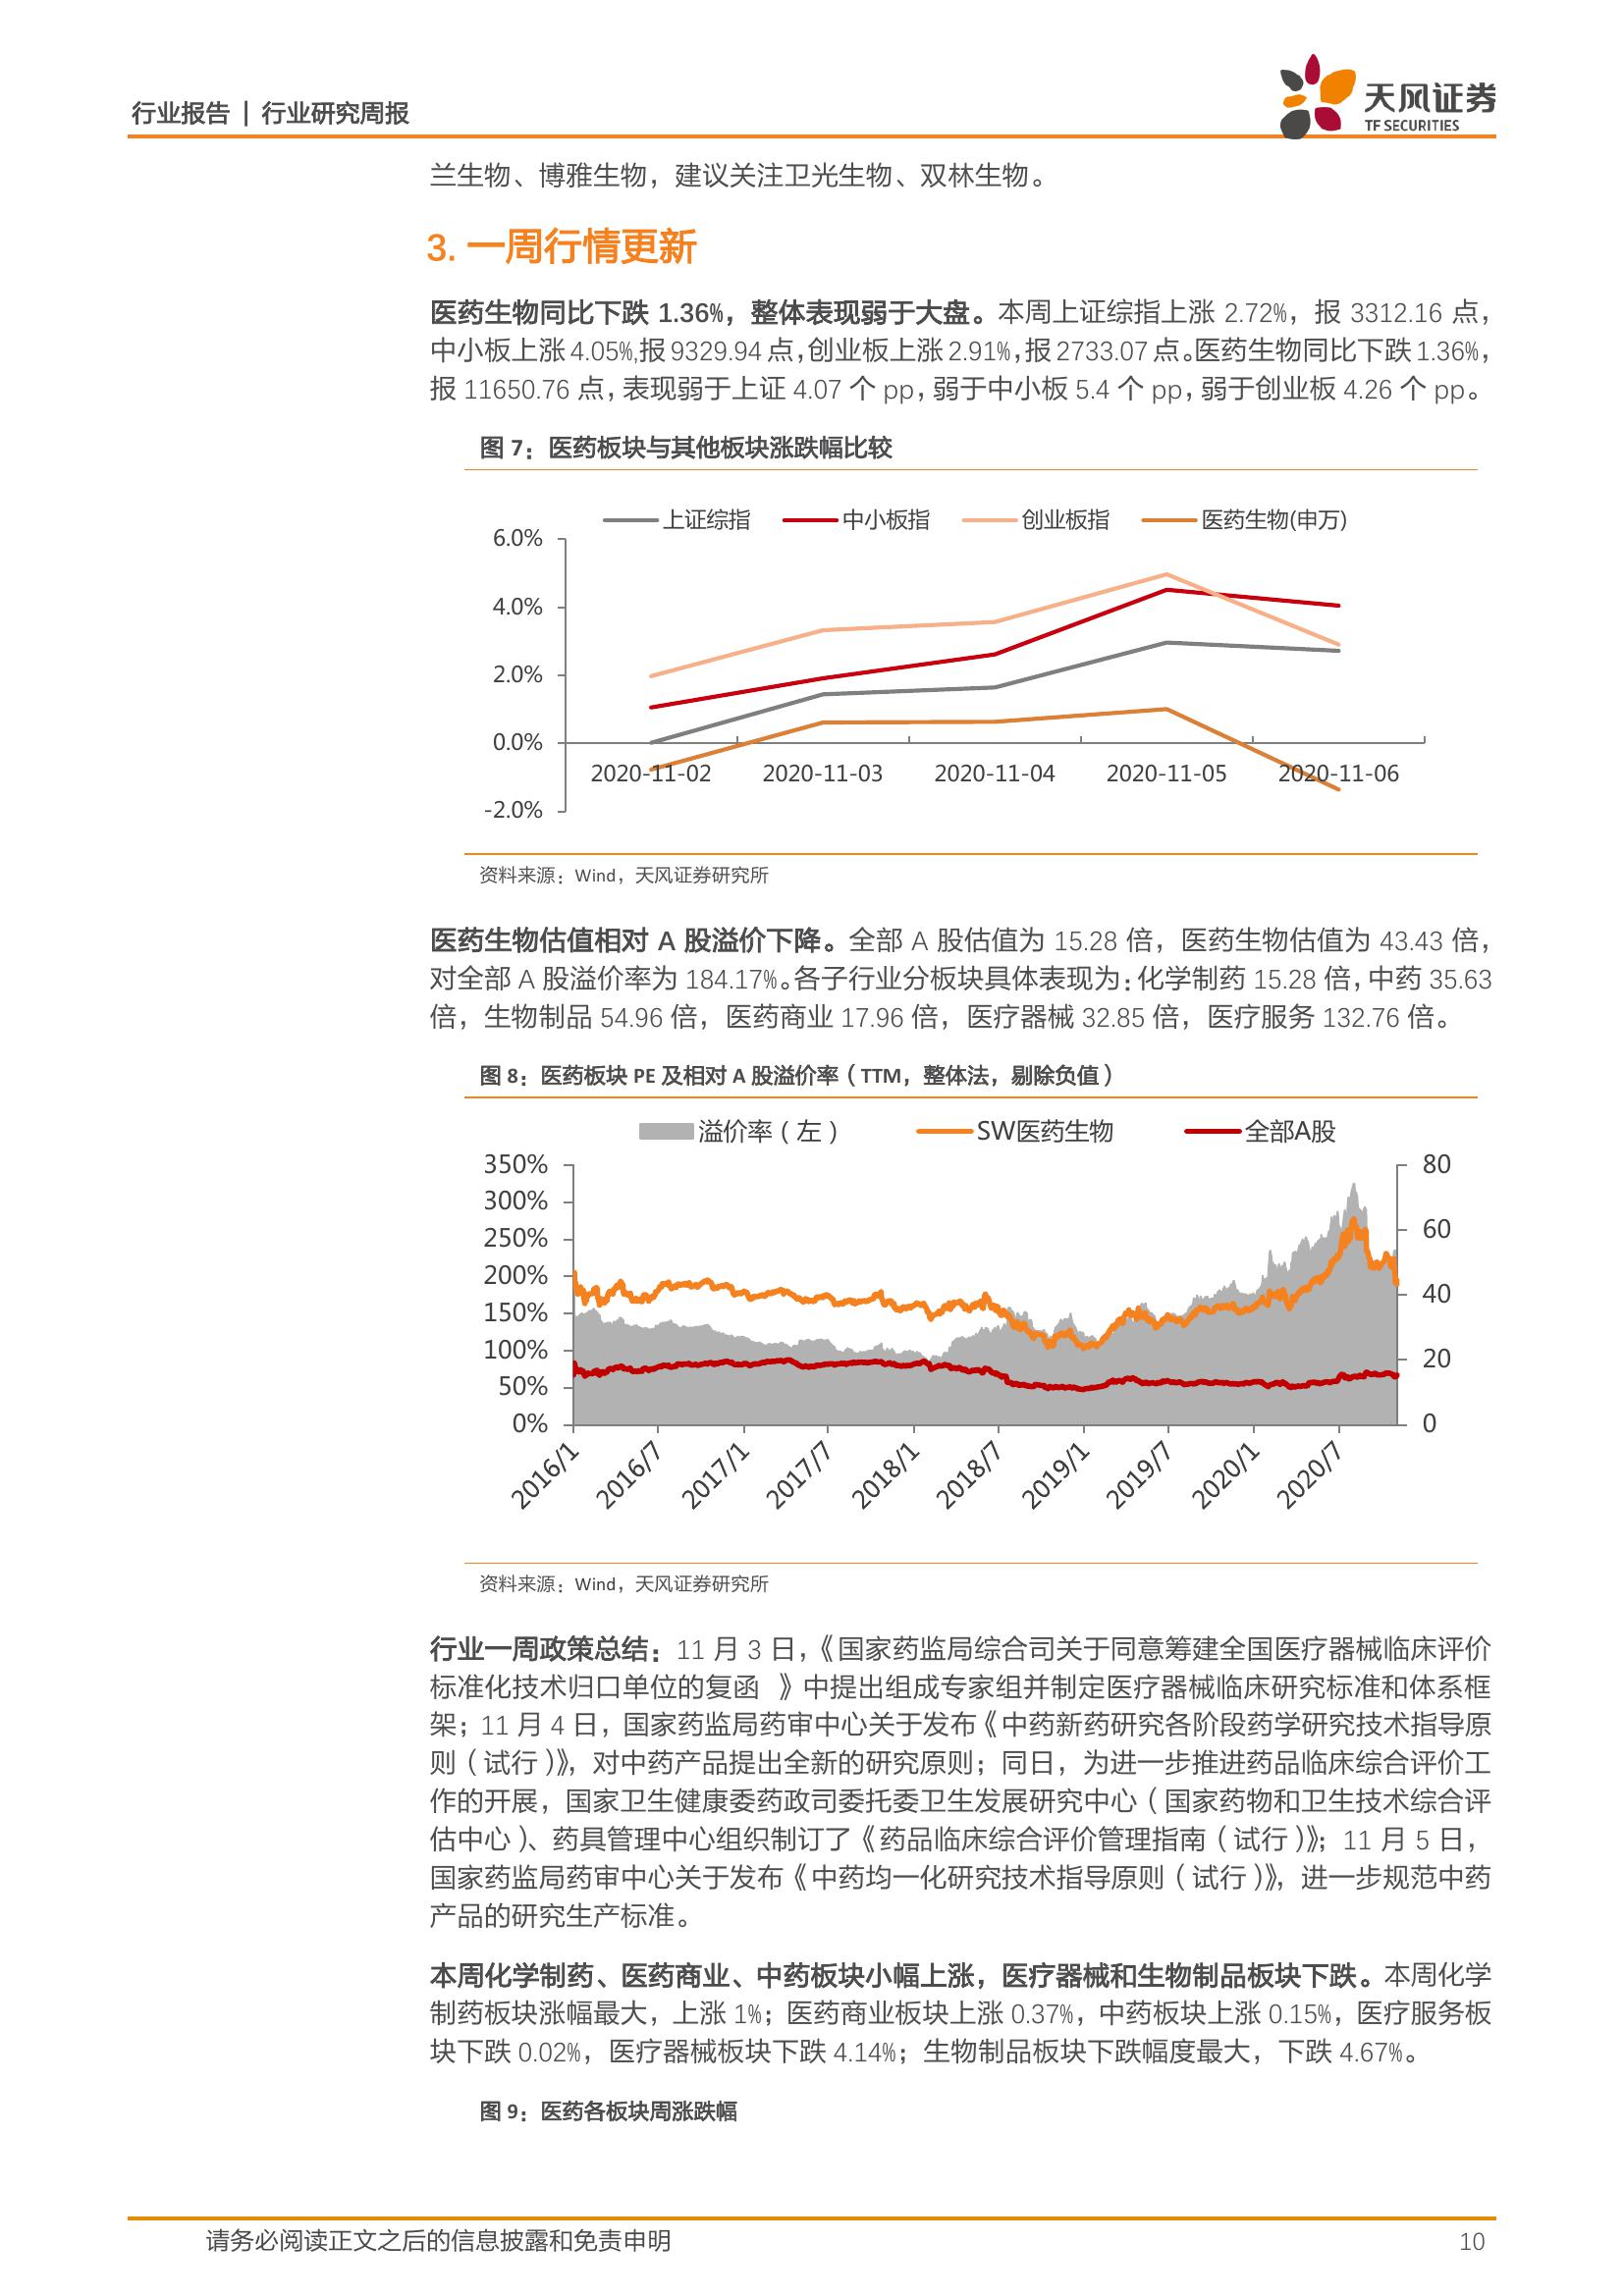 行业报告 | 行业研究周报
天风证券
TF SECURITIES
兰生物、博雅生物，建议关注卫光生物、双林生物。
3. 一周行情更新
医药生物同比下跌 1.36%，整体表现弱于大盘。本周上证综指上涨 2.72%，报 3312.16 点，
中小板上涨 4.05%,报 9329.94 点，创业板上涨 2.91%，报 2733.07 点。医药生物同比下跌 1.36%，
报 11650.76 点，表现弱于上证 4.07 个 pp，弱于中小板 5.4 个 pp，弱于创业板 4.26 个 pp。
图 7：医药板块与其他板块涨跌幅比较
上证综指 中小板指 创业板指 医药生物(申万)
6.0%
4.0%
2.0%
0.0%
-2.0%
2020-11-02 2020-11-03 2020-11-04 2020-11-05 2020-11-06
资料来源：Wind，天风证券研究所
医药生物估值相对 A 股溢价下降。全部 A 股估值为 15.28 倍，医药生物估值为 43.43 倍，
对全部 A 股溢价率为 184.17%。各子行业分板块具体表现为：化学制药 15.28 倍，中药 35.63
倍，生物制品 54.96 倍，医药商业 17.96 倍，医疗器械 32.85 倍，医疗服务 132.76 倍。
图 8：医药板块 PE 及相对 A 股溢价率（TTM，整体法，剔除负值）
溢价率（左） SW医药生物 全部A股
350% 80
300%
250% 60
200%
150% 40
100% 20
50%
0% 0
2016/1 2016/7 2017/1 2017/7 2018/1 2018/7 2019/1 2019/7 2020/1 2020/7
资料来源：Wind，天风证券研究所
行业一周政策总结：11 月 3 日，《国家药监局综合司关于同意筹建全国医疗器械临床评价
标准化技术归口单位的复函 》中提出组成专家组并制定医疗器械临床研究标准和体系框
架；11 月 4 日，国家药监局药审中心关于发布《中药新药研究各阶段药学研究技术指导原
则（试行）》，对中药产品提出全新的研究原则；同日，为进一步推进药品临床综合评价工
作的开展，国家卫生健康委药政司委托委卫生发展研究中心（国家药物和卫生技术综合评
估中心）、药具管理中心组织制订了《药品临床综合评价管理指南（试行）》；11 月 5 日，
国家药监局药审中心关于发布《中药均一化研究技术指导原则（试行）》，进一步规范中药
产品的研究生产标准。
本周化学制药、医药商业、中药板块小幅上涨，医疗器械和生物制品板块下跌。本周化学
制药板块涨幅最大，上涨 1%；医药商业板块上涨 0.37%，中药板块上涨 0.15%，医疗服务板
块下跌 0.02%，医疗器械板块下跌 4.14%；生物制品板块下跌幅度最大，下跌 4.67%。
图 9：医药各板块周涨跌幅
请务必阅读正文之后的信息披露和免责申明 10